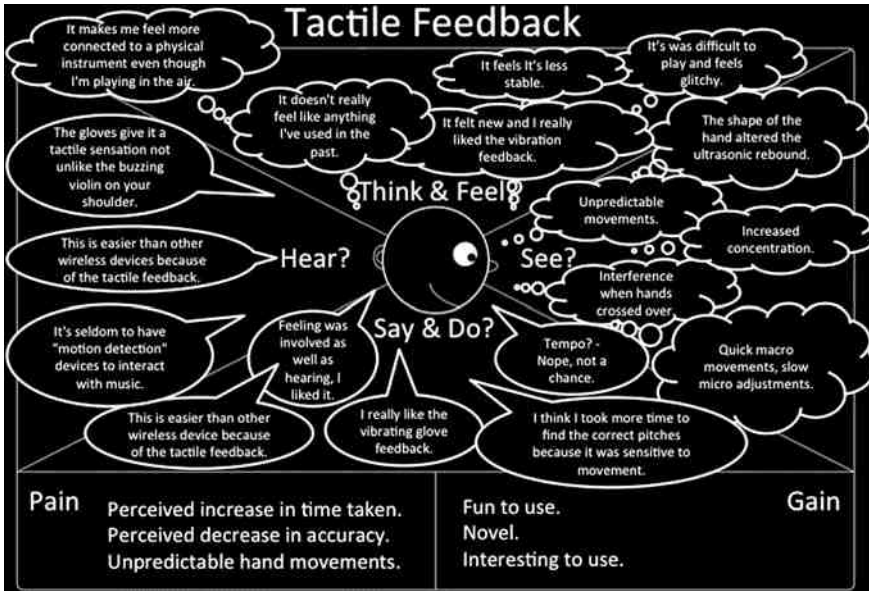 Tactile Feedback
It makes me feel more
connected to a physical
instrument even though
I'm playing in the air.
It doesn't really
feel like anything
I've used in the
past.
It feels It's less
stable.
It's was difficult to
play and feels
glitchy.
It felt new and I really
liked the vibration
feedback.
The shape of the
hand altered the
ultrasonic rebound.
Think & Feel?
The gloves give it a
tactile sensation not
unlike the buzzing
violin on your
shoulder.
This is easier than other
wireless devices because
of the tactile feedback.
Hear?
It's seldom to have
"motion detection"
devices to interact
with music.
See?
Unpredictable
movements.
Increased
concentration.
Interference
when hands
crossed over.
Quick macro
movements, slow
micro adjustments.
Say & Do?
Feeling was
involved as
well as
hearing, I
liked it.
This is easier than other
wireless device because
of the tactile feedback.
I really like the
vibrating glove
feedback.
Tempo? -
Nope, not a
chance.
I think I took more time to
find the correct pitches
because it was sensitive to
movement.
Pain
Perceived increase in time taken.
Perceived decrease in accuracy.
Unpredictable hand movements.
Gain
Fun to use.
Novel.
Interesting to use.